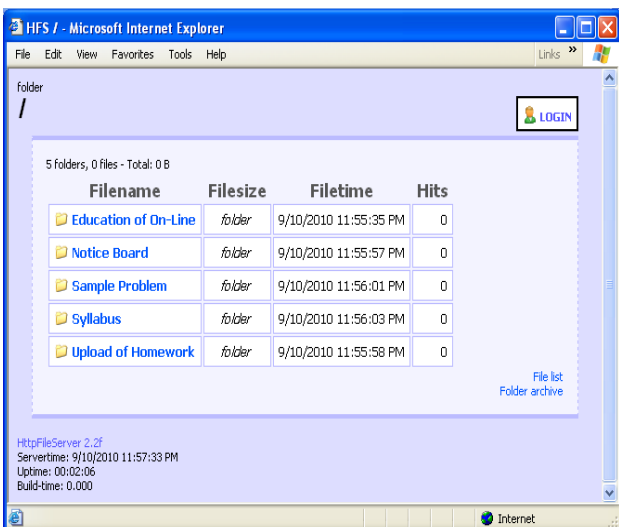 HFS / - Microsoft Internet Explorer
File Edit View Favorites Tools Help Links »
folder
/
LOGIN
5 folders, 0 files - Total: 0 B
Filename Filesize Filetime Hits
Education of On-Line folder 9/10/2010 11:55:35 PM 0
Notice Board folder 9/10/2010 11:55:57 PM 0
Sample Problem folder 9/10/2010 11:56:01 PM 0
Syllabus folder 9/10/2010 11:56:03 PM 0
Upload of Homework folder 9/10/2010 11:55:58 PM 0
File list
Folder archive
HttpFileServer 2.2f
Servertime: 9/10/2010 11:57:33 PM
Uptime: 00:02:06
Build-time: 0.000
Internet